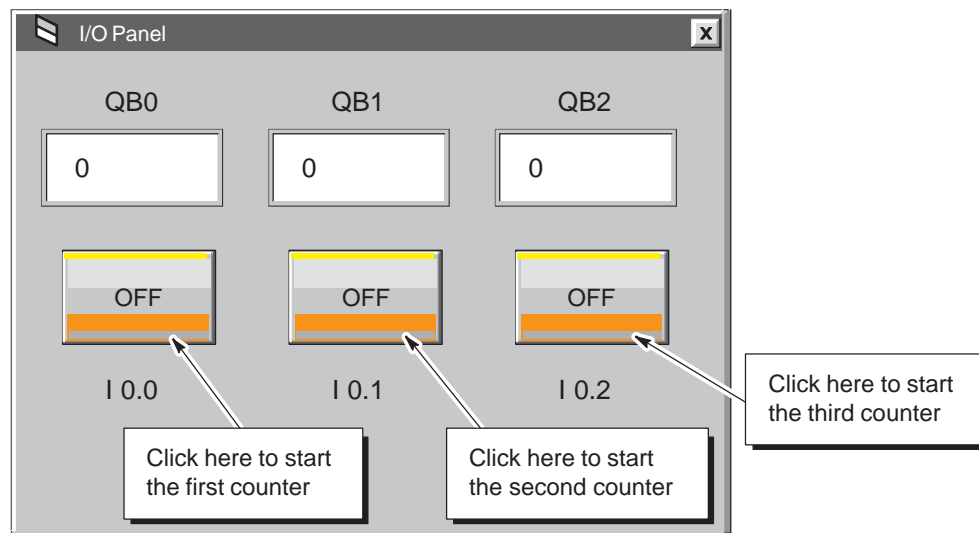 I/O Panel
X
QB0 QB1 QB2
0 0 0
OFF OFF OFF
I 0.0 I 0.1 I 0.2
Click here to start
the first counter
Click here to start
the second counter
Click here to start
the third counter